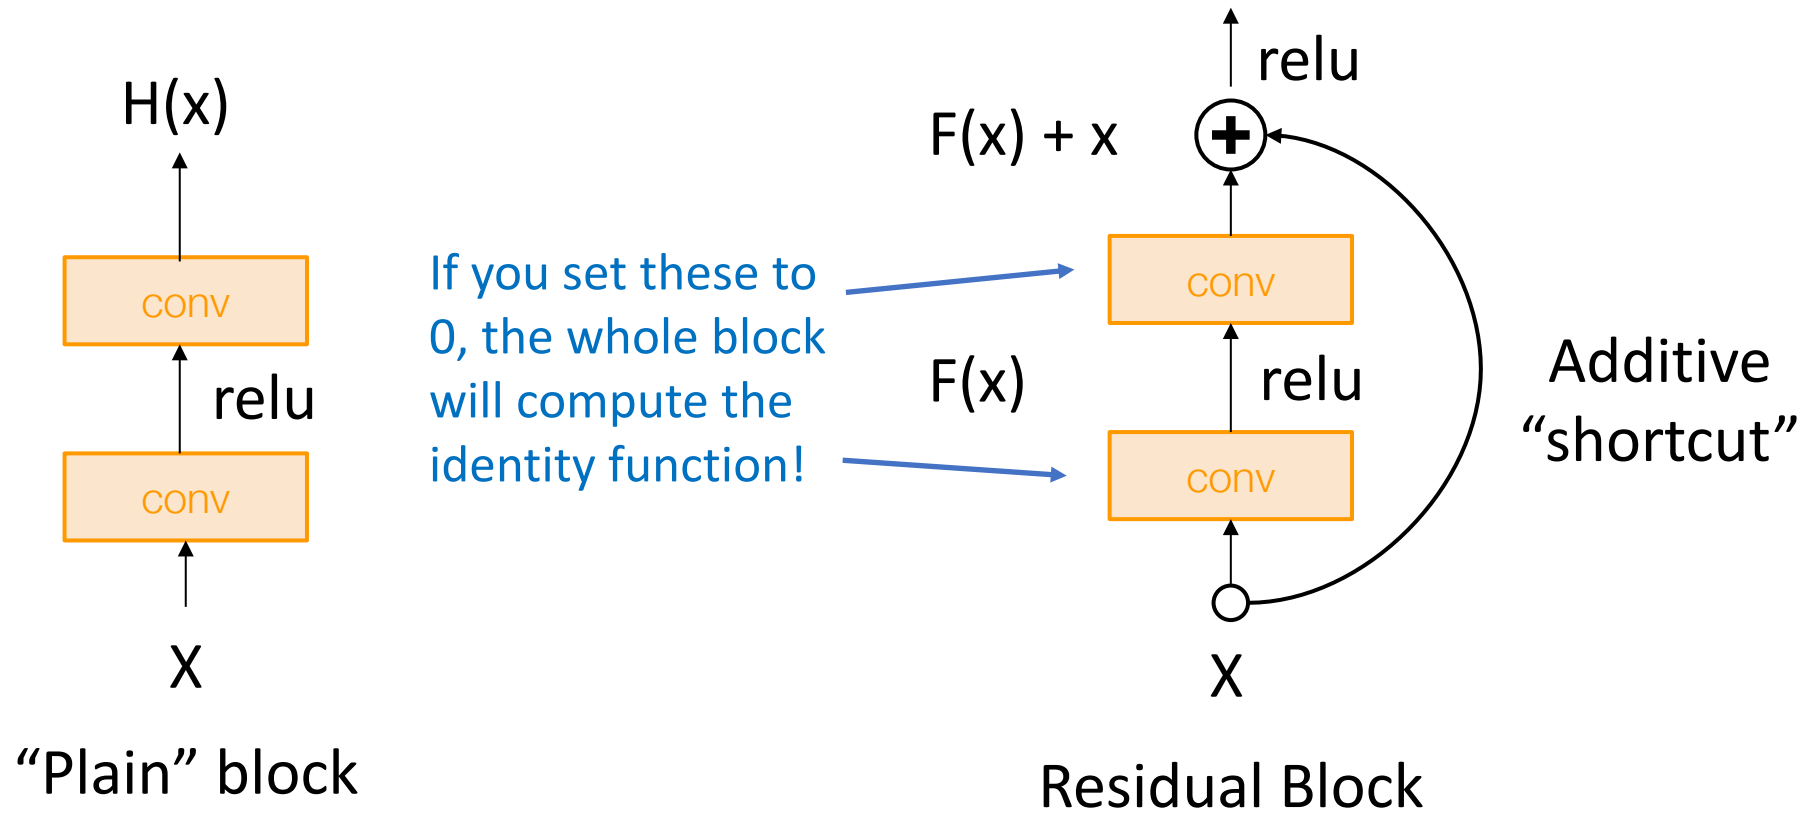 H(x)
conv
relu
conv
X
“Plain” block
If you set these to
0, the whole block
will compute the
identity function!
relu
F(x) + x
conv
F(x)
relu
conv
X
Residual Block
Additive
“shortcut”